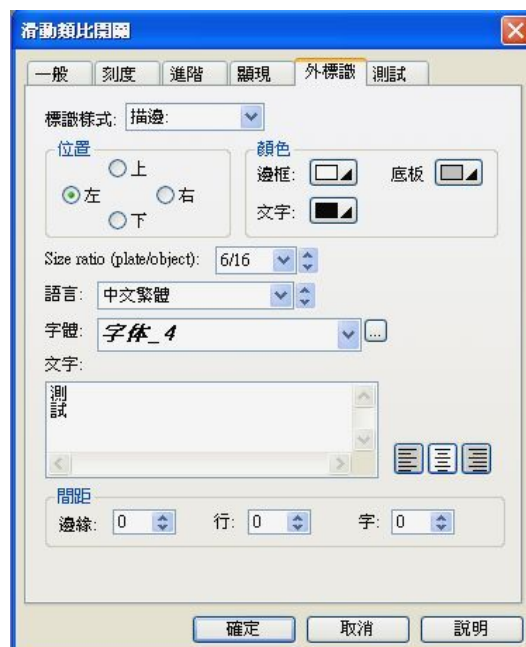 滑動類比開關
一般 刻度 進階 顯現 外標識 測試
標識樣式: 描邊:
位置
上
左 右
下
顏色
邊框: 底板
文字:
Size ratio (plate/object): 6/16
語言: 中文繁體
字體: 字体_4 ...
文字:
測
試
間距
邊緣: 0 行: 0 字: 0
確定 取消 說明